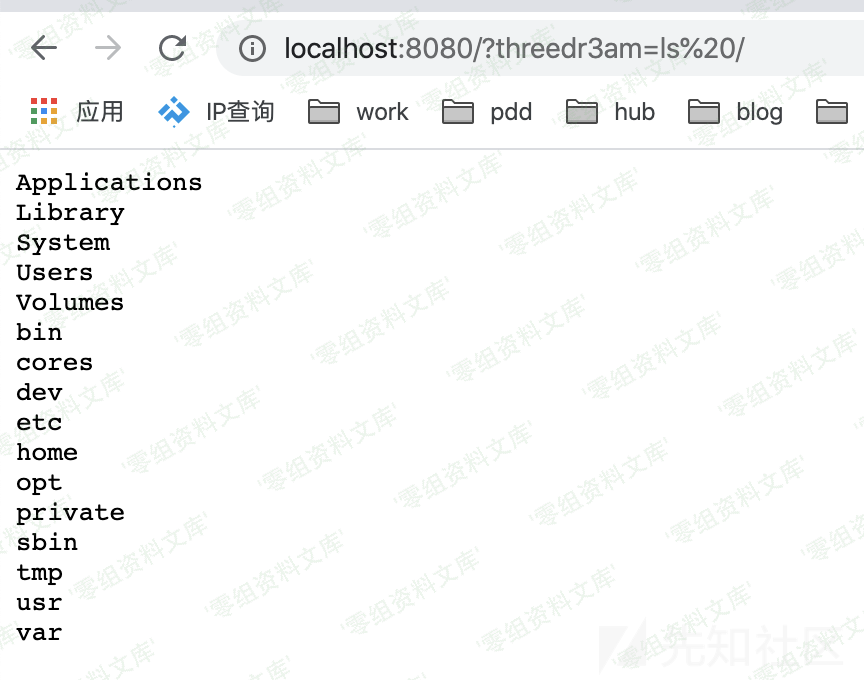 localhost:8080/?threedr3am=ls%20/
应用 IP查询 work pdd hub blog
Applications
Library
System
Users
Volumes
bin
cores
dev
etc
home
opt
private
sbin
tmp
usr
var
'零组资料文库'
先知社区